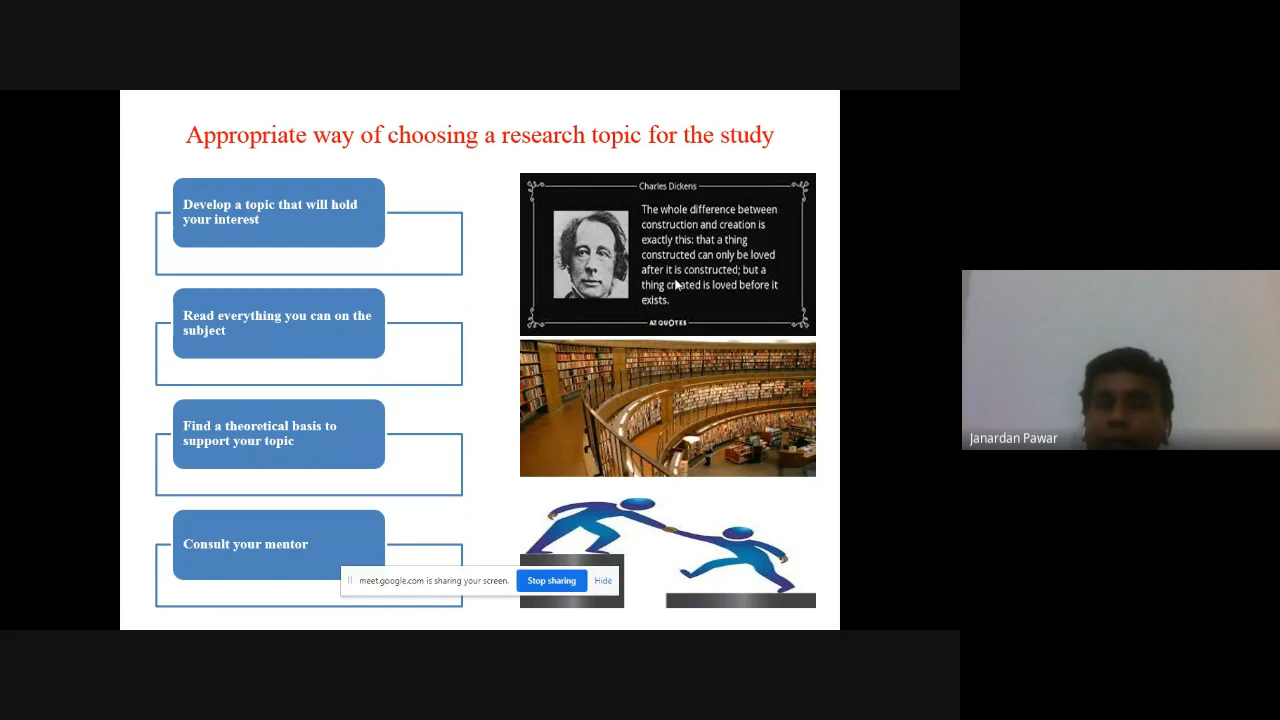 Appropriate way of choosing a research topic for the study
Develop a topic that will hold
your interest
Read everything you can on the
subject
Find a theoretical basis to
support your topic
Consult your mentor
Charles Dickens
The whole difference between
construction and creation is
exactly this: that a thing
constructed can only be loved
after it is constructed; but a
thing created is loved before it
exists.
AZ QUOTES
meet.google.com is sharing your screen.
Stop sharing
Hide
Janardan Pawar